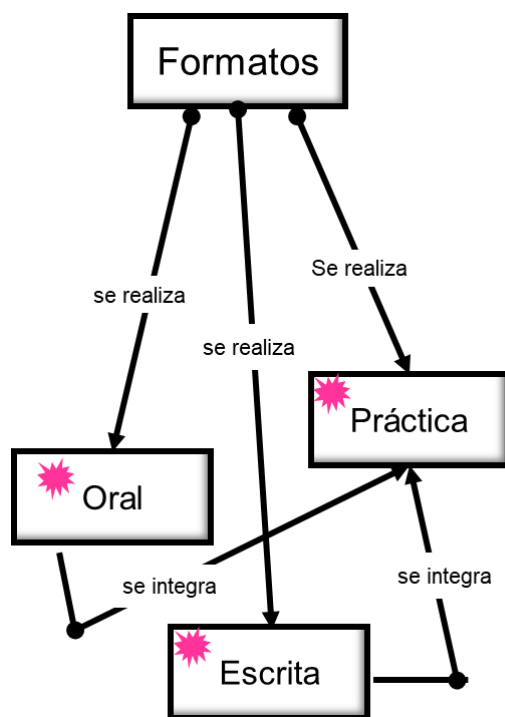 Formatos
Se realiza
se realiza
se realiza
Práctica
Oral
se integra
se integra
Escrita